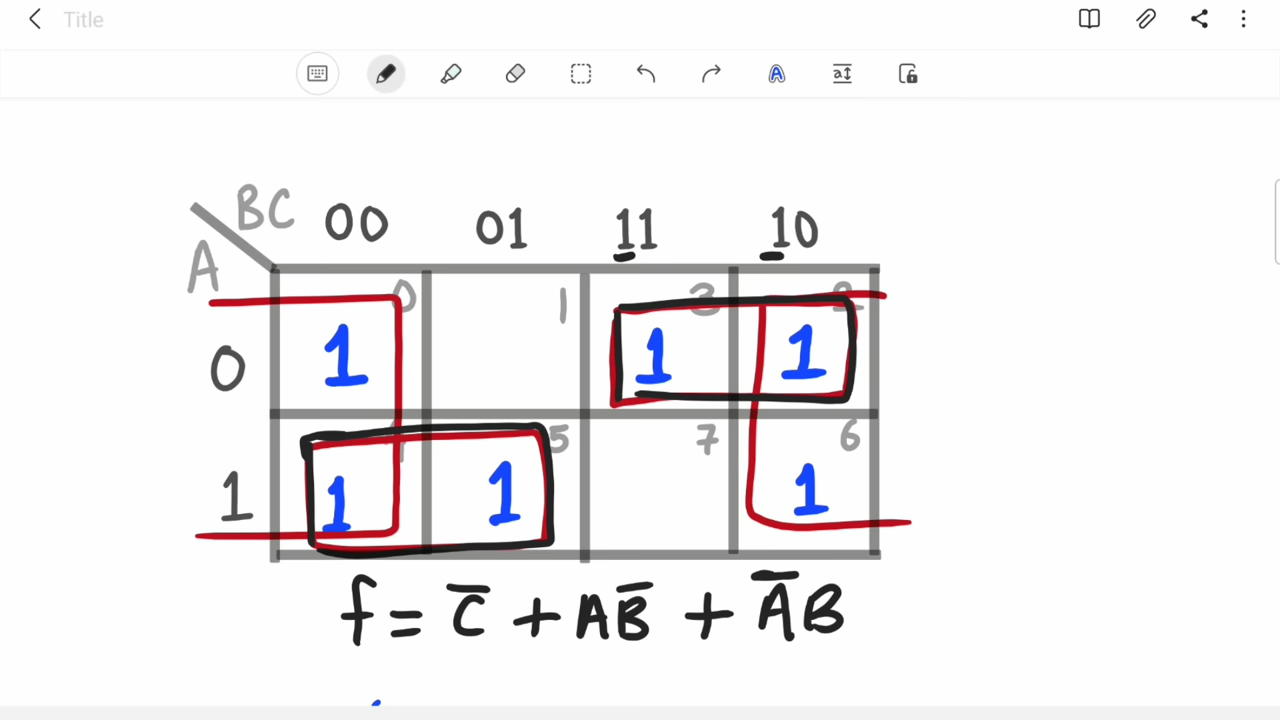 Title
BC 00 01 11 10
A
0 1 3 2
0 1 1 1
4 5 7 6
1 1 1 1
f = C̅ + AB̅ + A̅B